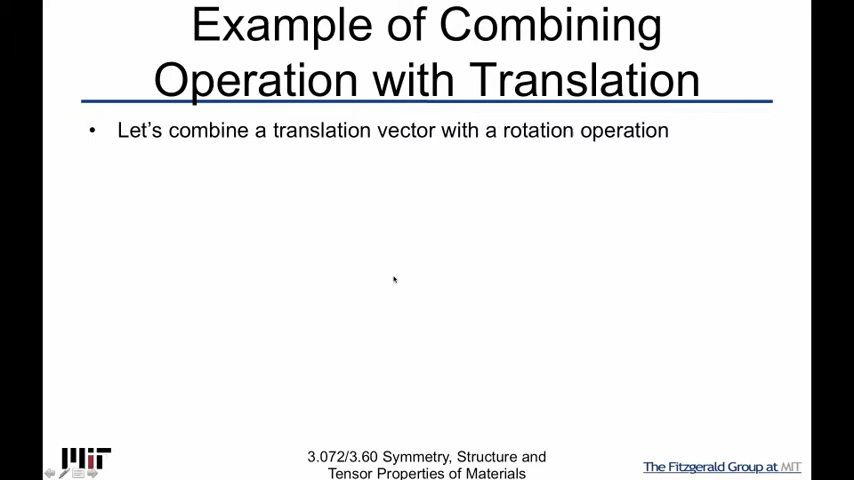 Example of Combining
Operation with Translation
• Let's combine a translation vector with a rotation operation
MIT
3.072/3.60 Symmetry, Structure and
Tensor Properties of Materials
The Fitzgerald Group at MIT